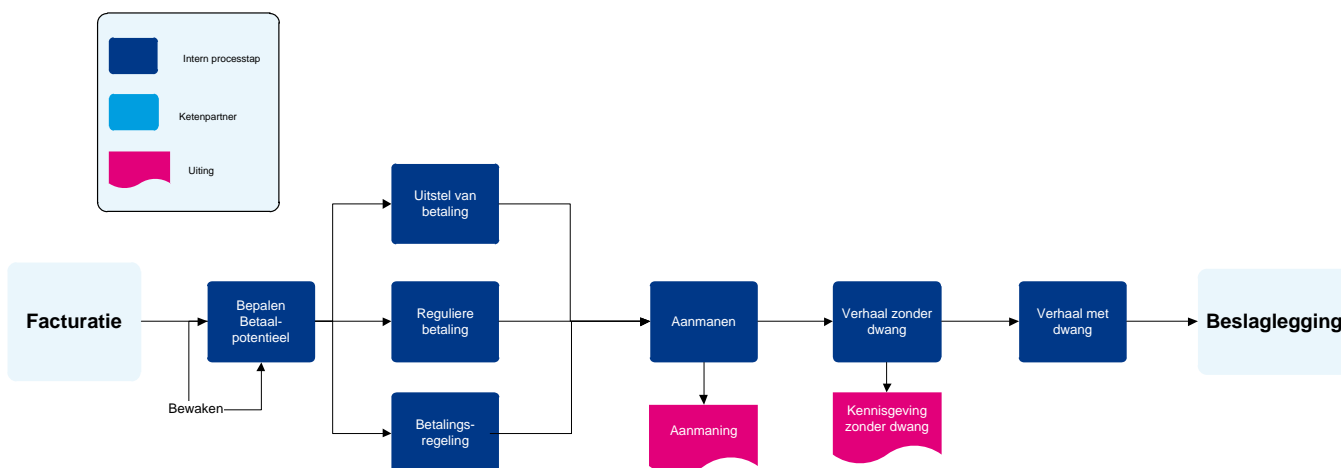 Intern processtap
Ketenpartner
Uiting
Uitstel van
betaling
Facturatie
Bepalen
Betaal-
potentieel
Reguliere
betaling
Aanmanen
Verhaal zonder
dwang
Verhaal met
dwang
Beslaglegging
Bewaken
Betalings-
regeling
Aanmaning
Kennisgeving
zonder dwang